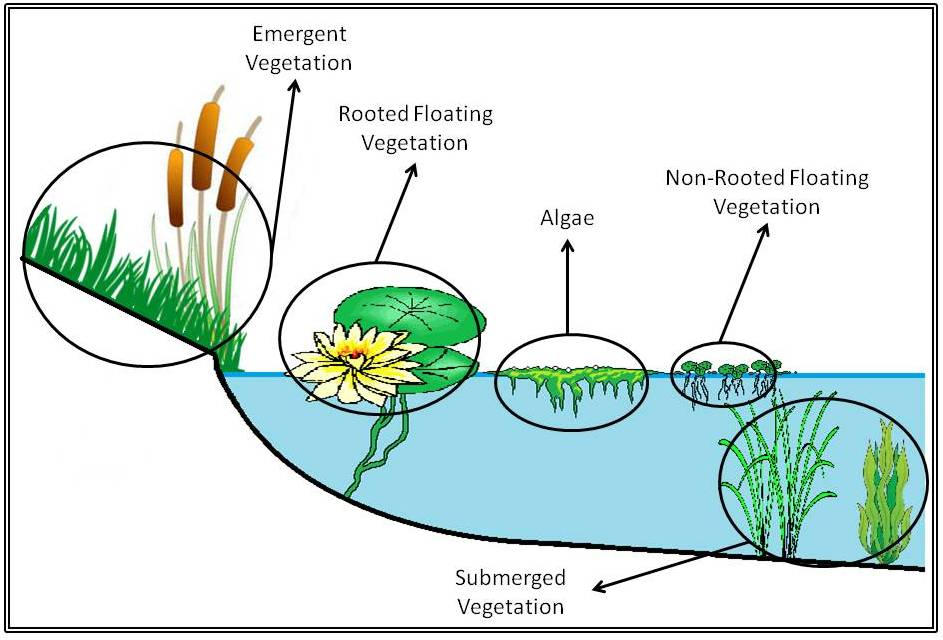 Emergent
Vegetation
Rooted Floating
Vegetation
Algae
Non-Rooted Floating
Vegetation
Submerged
Vegetation